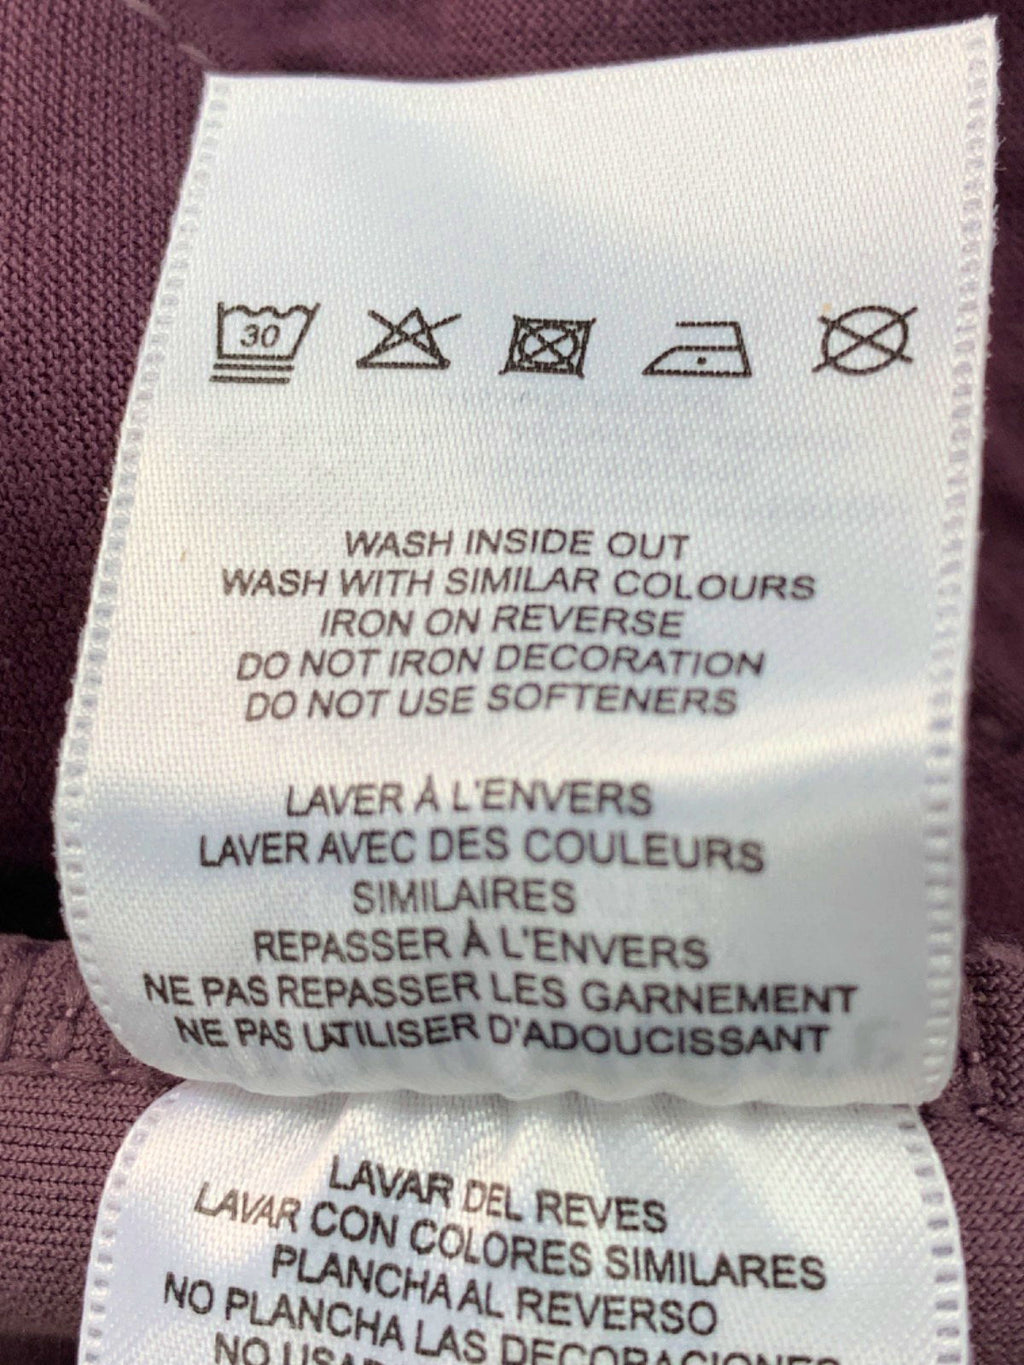 30
WASH INSIDE OUT
WASH WITH SIMILAR COLOURS
IRON ON REVERSE
DO NOT IRON DECORATION
DO NOT USE SOFTENERS
LAVER À L'ENVERS
LAVER AVEC DES COULEURS
SIMILAIRES
REPASSER À L'ENVERS
NE PAS REPASSER LES GARNEMENT
NE PAS UTILISER D'ADOUCISSANT
LAVAR DEL REVES
LAVAR CON COLORES SIMILARES
PLANCHA AL REVERSO
NO PLANCHA LAS DECORACIONES
NO